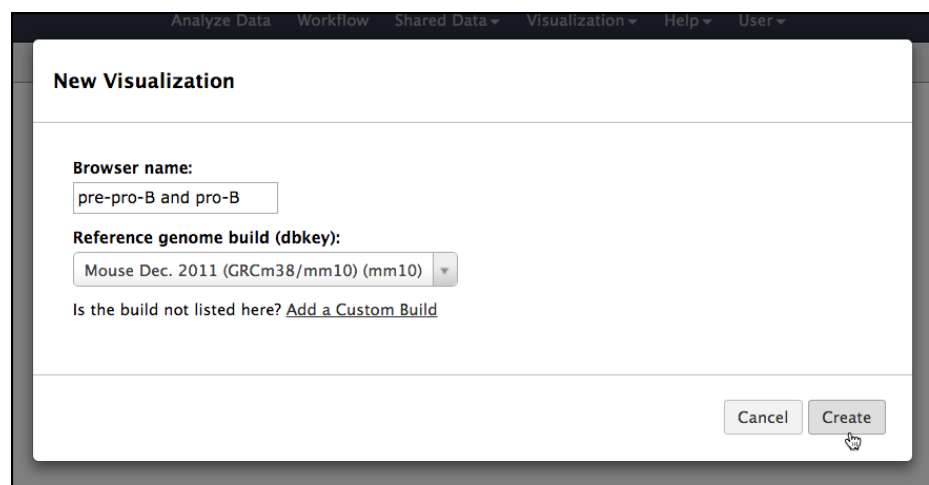 Analyze Data Workflow Shared Data Visualization Help User
New Visualization
Browser name:
pre-pro-B and pro-B
Reference genome build (dbkey):
Mouse Dec. 2011 (GRCm38/mm10) (mm10)
Is the build not listed here? Add a Custom Build
Cancel Create